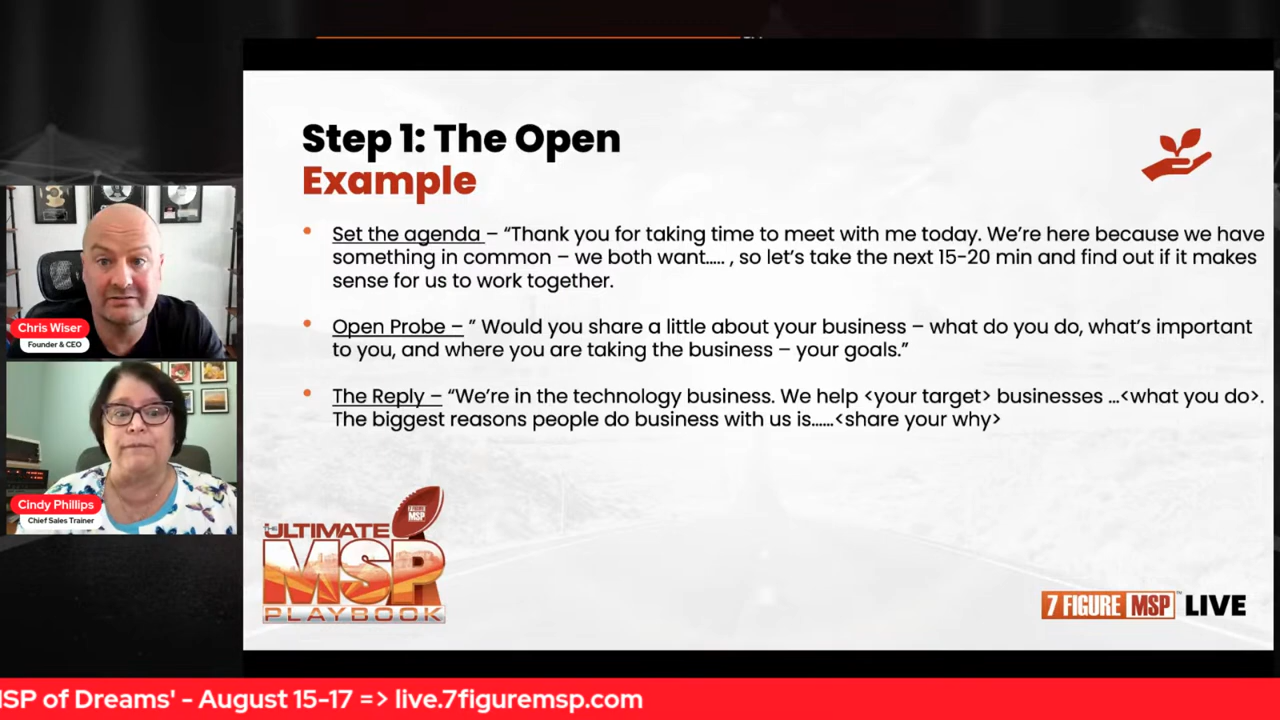 Step 1: The Open
Example
• Set the agenda – “Thank you for taking time to meet with me today. We’re here because we have
something in common – we both want..... , so let’s take the next 15-20 min and find out if it makes
sense for us to work together.
• Open Probe – ” Would you share a little about your business – what do you do, what’s important
to you, and where you are taking the business – your goals.”
• The Reply – “We’re in the technology business. We help <your target> businesses ...<what you do>.
The biggest reasons people do business with us is......<share your why>
Chris Wiser
Founder & CEO
Cindy Phillips
Chief Sales Trainer
THE
ULTIMATE
MSP
PLAYBOOK
7 FIGURE
MSP
7 FIGURE MSP™ LIVE
MSP of Dreams' - August 15-17 => live.7figuremsp.com